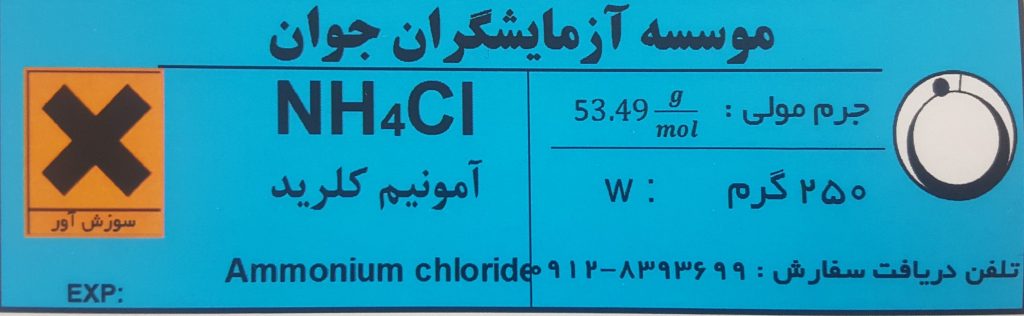 موسسه آزمایشگران جوان
جرم مولی : 53.49 g/mol
NH4Cl
۲۵۰ گرم W :
آمونیم کلرید
سوزش آور
تلفن دریافت سفارش : ۰۹۱۲-۸۳۹۳۶۹۹
Ammonium chloride
EXP: